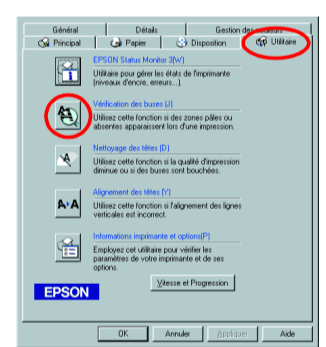 Général Détails Gestion des couleurs
Principal Papier Disposition Utilitaire
EPSON Status Monitor 3(W)
Utilitaire pour gérer les états de l'imprimante
(niveaux d'encre, erreurs...).
Vérification des buses (J)
Utilisez cette fonction si des zones pâles ou
absentes apparaissent lors d'une impression.
Nettoyage des têtes (D)
Utilisez cette fonction si la qualité d'impression
diminue ou si des buses sont bouchées.
Alignement des têtes (Y)
Utilisez cette fonction si l'alignement des lignes
verticales est incorrect.
Informations imprimante et options(P)
Employez cet utilitaire pour vérifier les
paramètres de votre imprimante et de ses
options.
Vitesse et Progression
EPSON
OK Annuler Appliquer Aide